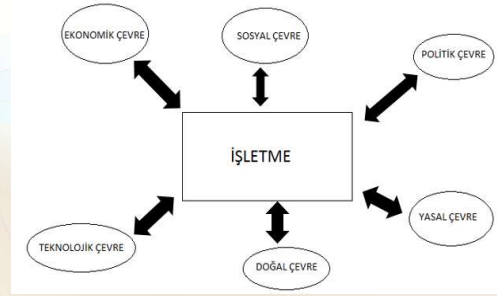 EKONOMİK ÇEVRE
SOSYAL ÇEVRE
POLİTİK ÇEVRE
İŞLETME
YASAL ÇEVRE
TEKNOLOJİK ÇEVRE
DOĞAL ÇEVRE